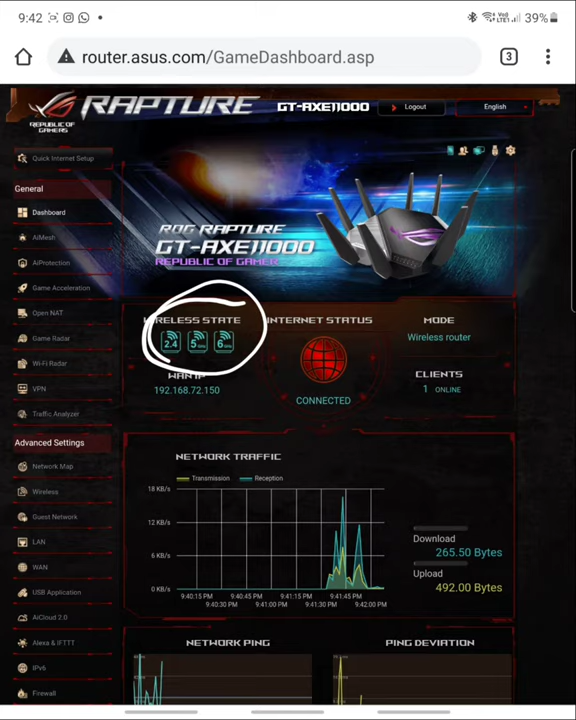 9:42
39%
router.asus.com/GameDashboard.asp
3
REPUBLIC OF
GAMERS
RAPTURE
GT-AXE11000
Logout
English
Quick Internet Setup
General
Dashboard
AiMesh
AiProtection
Game Acceleration
Open NAT
Game Radar
Wi-Fi Radar
VPN
Traffic Analyzer
Advanced Settings
Network Map
Wireless
Guest Network
LAN
WAN
USB Application
AiCloud 2.0
Alexa & IFTTT
IPv6
Firewall
ROG RAPTURE
GT-AXE11000
REPUBLIC OF GAMER
WIRELESS STATE
2.4
5
6
WAN IP
192.168.72.150
INTERNET STATUS
CONNECTED
MODE
Wireless router
CLIENTS
1 ONLINE
NETWORK TRAFFIC
Transmission
Reception
18 KB/s
12 KB/s
6 KB/s
0 KB/s
9:40:15 PM
9:40:45 PM
9:41:15 PM
9:41:45 PM
9:40:30 PM
9:41:00 PM
9:41:30 PM
9:42:00 PM
Download
265.50 Bytes
Upload
492.00 Bytes
NETWORK PING
PING DEVIATION